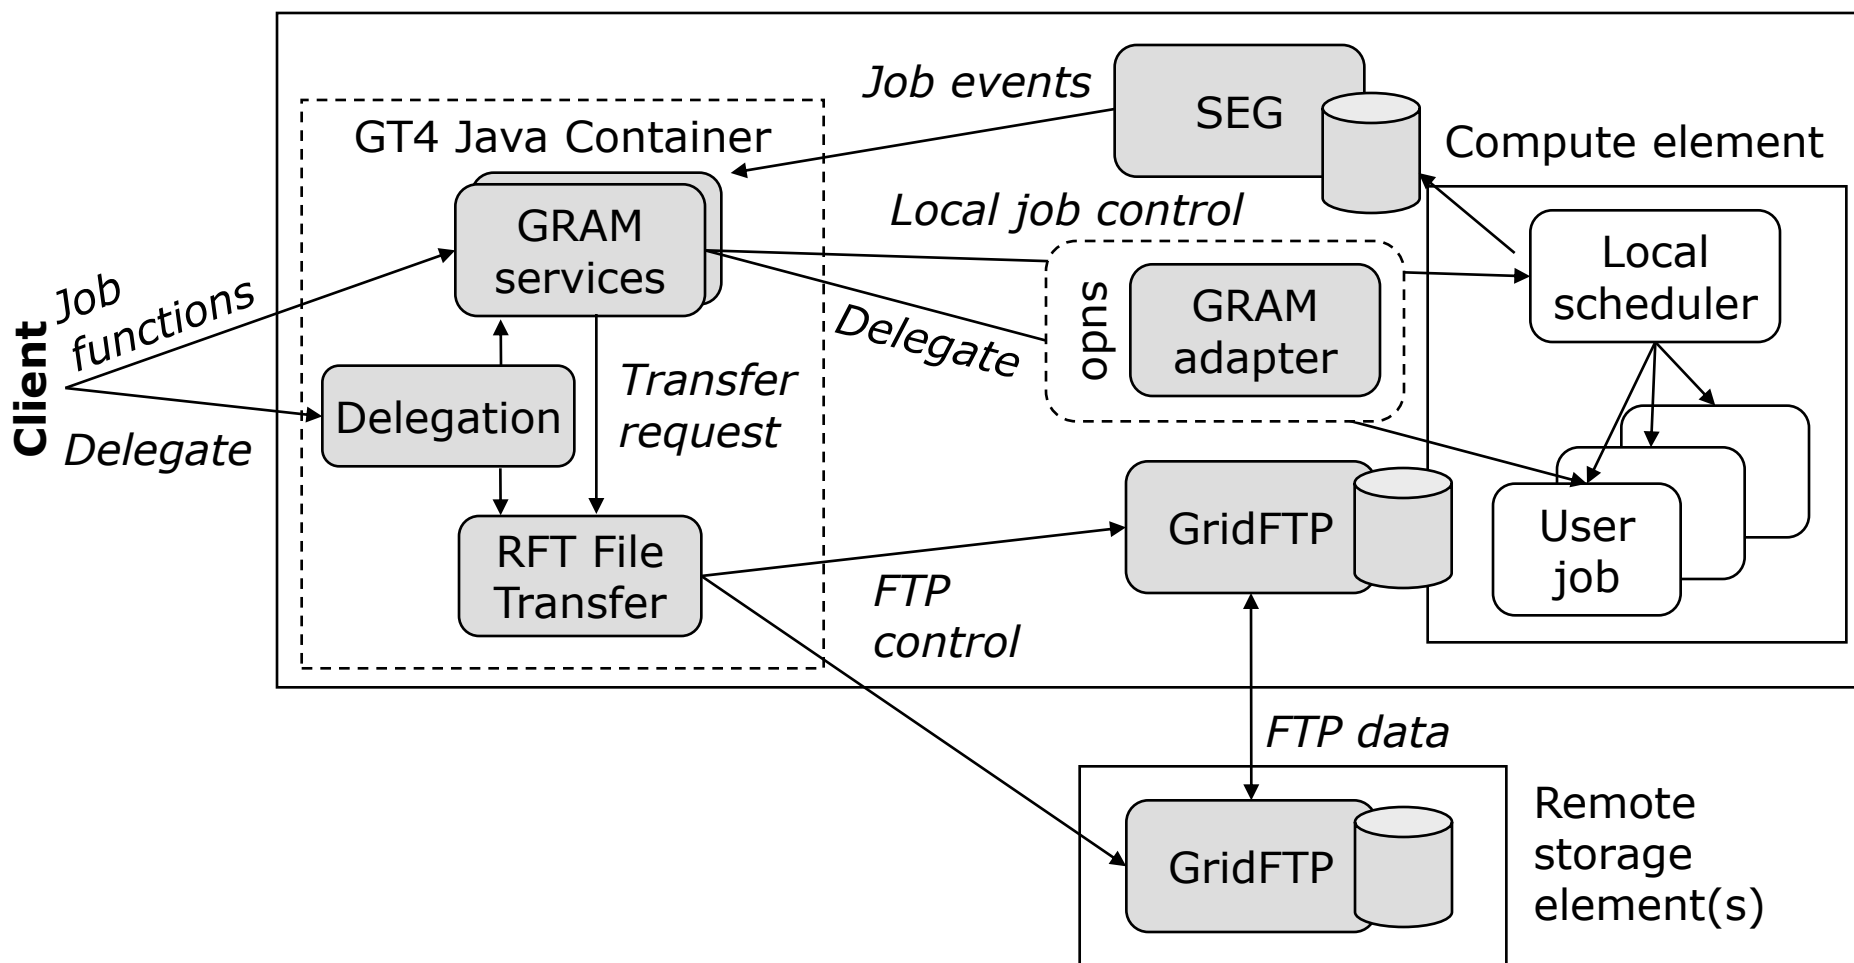 Job events
SEG
GT4 Java Container
Compute element
GRAM
services
Local job control
Local
scheduler
Job
functions
Client
Delegate
Delegation
Transfer
request
Delegate
opns
GRAM
adapter
User
job
RFT File
Transfer
GridFTP
FTP
control
FTP data
GridFTP
Remote
storage
element(s)